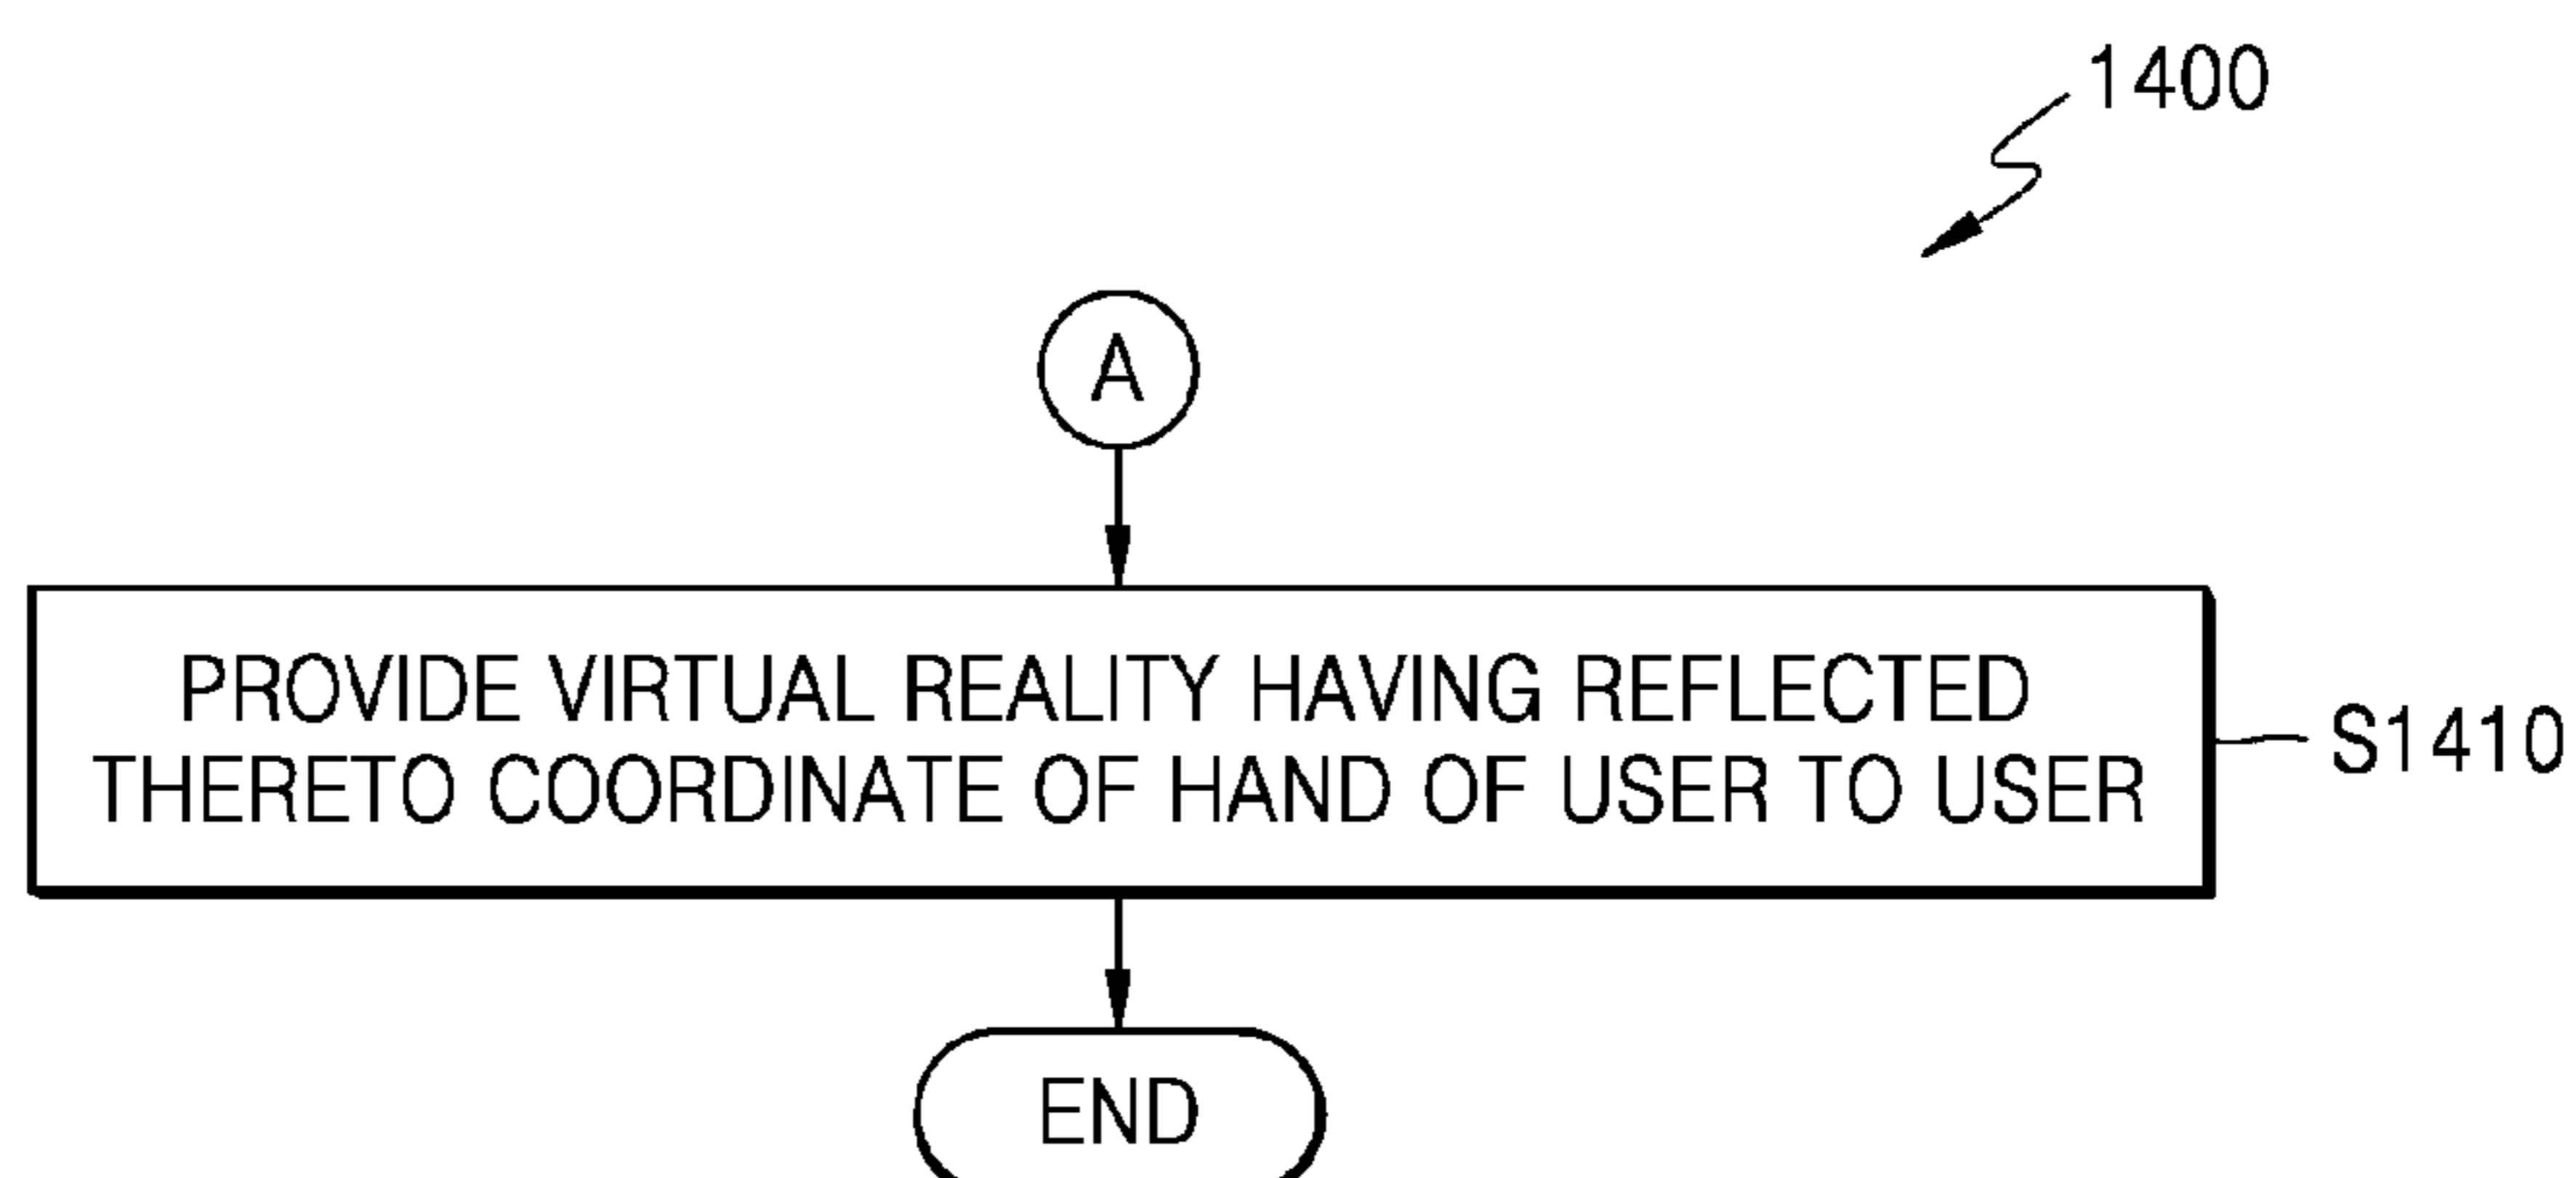 1400
A
PROVIDE VIRTUAL REALITY HAVING REFLECTED
THERETO COORDINATE OF HAND OF USER TO USER
S1410
END